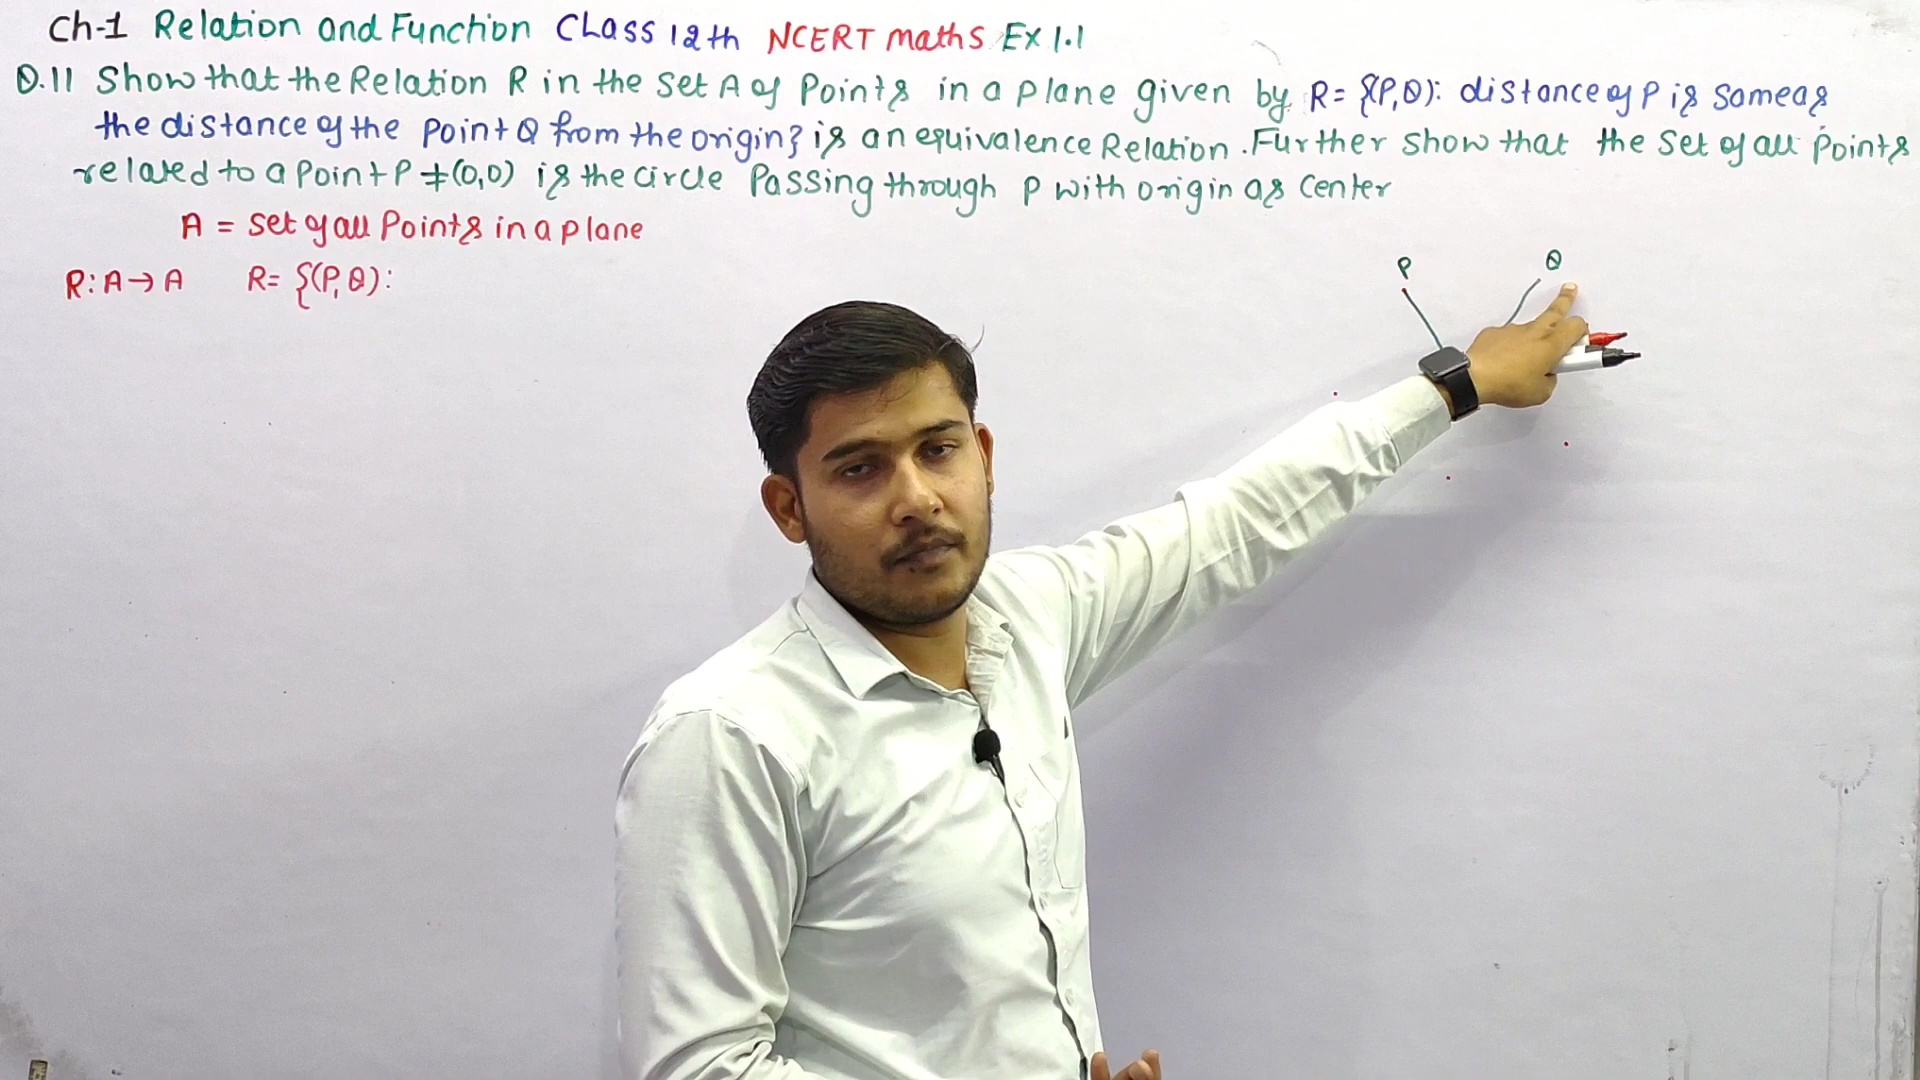 Ch-1 Relation and Function Class 12th NCERT maths Ex 1.1
Q.11 Show that the Relation R in the set A of Points in a plane given by R= {(P,Q): distance of P is same as
the distance of the point Q from the origin} is an equivalence Relation. Further show that the set of all Points
related to a point P ≠ (0,0) is the circle Passing through P with origin as center
A = set of all Points in a plane
R: A → A R= {(P, Q):
P Q